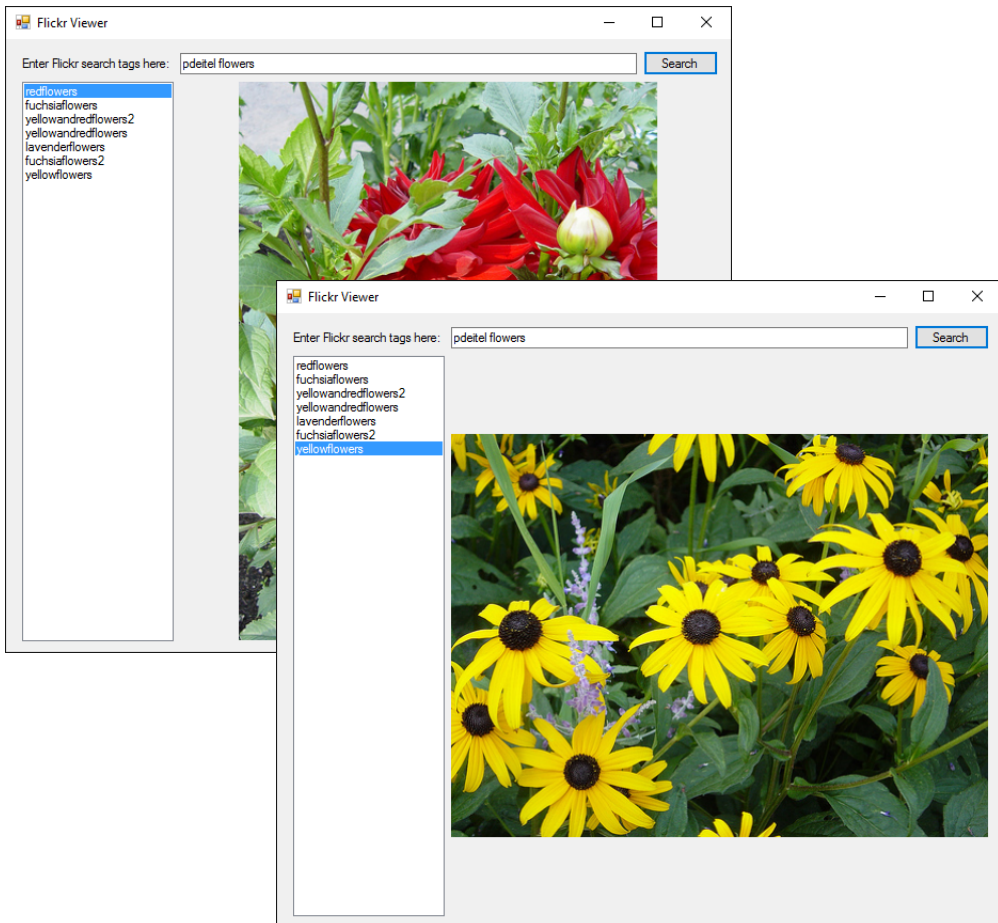 Flickr Viewer
Enter Flickr search tags here: pdeitel flowers Search
redflowers
fuchsiaflowers
yellowandredflowers2
yellowandredflowers
lavenderflowers
fuchsiaflowers2
yellowflowers
Flickr Viewer
Enter Flickr search tags here: pdeitel flowers Search
redflowers
fuchsiaflowers
yellowandredflowers2
yellowandredflowers
lavenderflowers
fuchsiaflowers2
yellowflowers